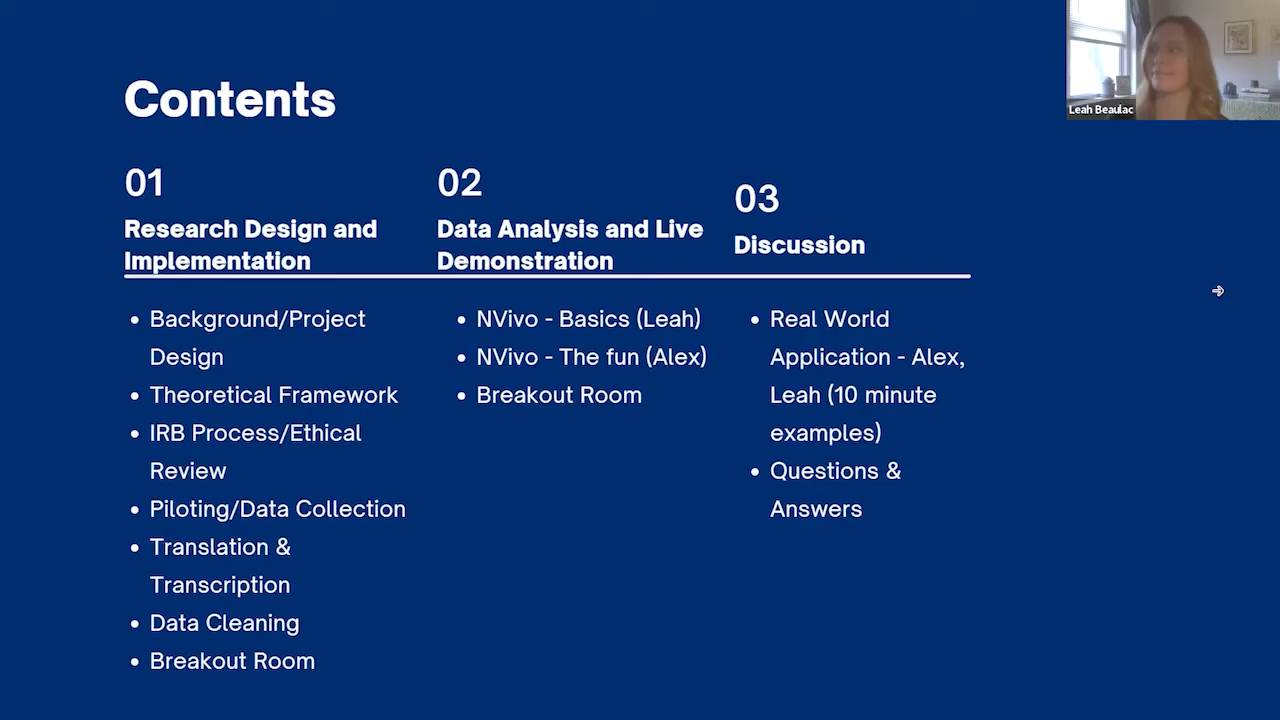 Contents
01
Research Design and
Implementation
Background/Project
Design
Theoretical Framework
IRB Process/Ethical
Review
Piloting/Data Collection
Translation &
Transcription
Data Cleaning
Breakout Room
02
Data Analysis and Live
Demonstration
NVivo - Basics (Leah)
NVivo - The fun (Alex)
Breakout Room
03
Discussion
Real World
Application - Alex,
Leah (10 minute
examples)
Questions &
Answers
Leah Beaulac